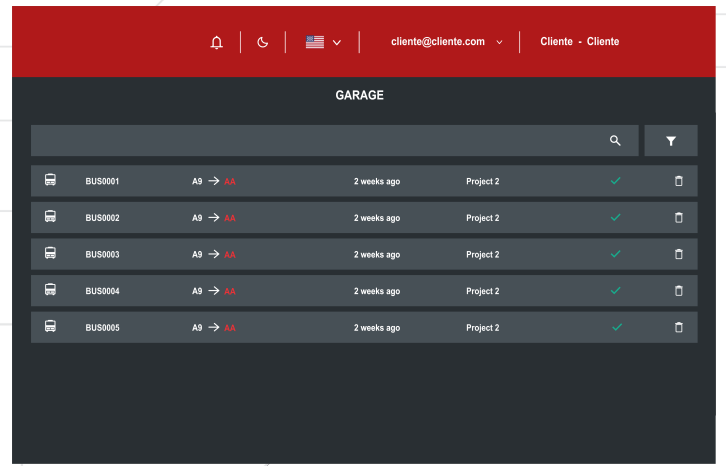 cliente@cliente.com Cliente - Cliente
GARAGE
BUS0001 A9 → AA 2 weeks ago Project 2
BUS0002 A9 → AA 2 weeks ago Project 2
BUS0003 A9 → AA 2 weeks ago Project 2
BUS0004 A9 → AA 2 weeks ago Project 2
BUS0005 A9 → AA 2 weeks ago Project 2